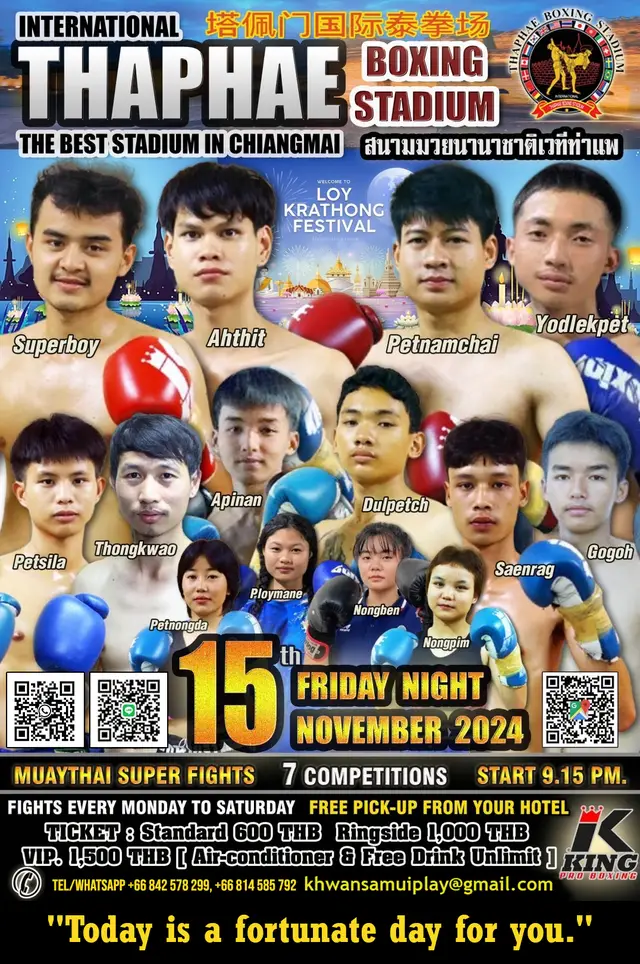 INTERNATIONAL
塔佩门国际泰拳场
THAPHAE
BOXING
STADIUM
THE BEST STADIUM IN CHIANGMAI
สนามมวยนานาชาติเวทีท่าแพ
THAPHAE BOXING STADIUM
WELCOME TO
LOY
KRATHONG
FESTIVAL
Superboy
Ahthit
Petnamchai
Yodlekpet
Apinan
Dulpetch
Petsila
Thongkwao
Saenrag
Gogoh
Petnongda
Ploymane
Nongben
Nongpim
15th
FRIDAY NIGHT
NOVEMBER 2024
MUAYTHAI SUPER FIGHTS 7 COMPETITIONS START 9.15 PM.
FIGHTS EVERY MONDAY TO SATURDAY FREE PICK-UP FROM YOUR HOTEL
TICKET : Standard 600 THB Ringside 1,000 THB
VIP. 1,500 THB [ Air-conditioner & Free Drink Unlimit ]
K
KING
PRO BOXING
TEL/WHATSAPP +66 842 578 299, +66 814 585 792 khwansamuiplay@gmail.com
"Today is a fortunate day for you."